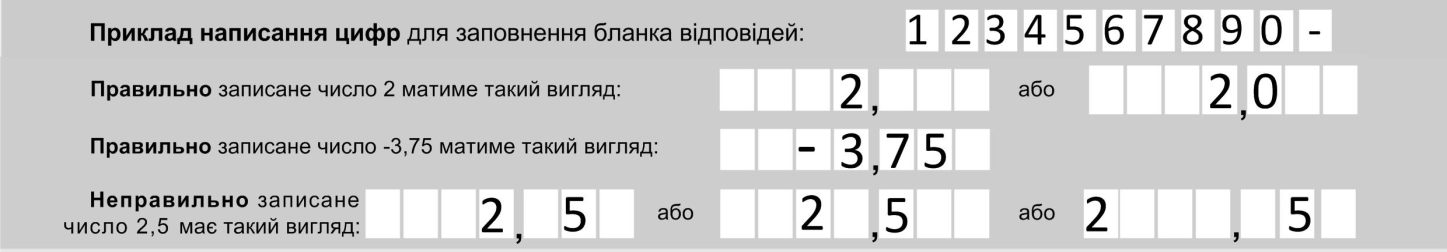 Приклад написання цифр для заповнення бланка відповідей: 1 2 3 4 5 6 7 8 9 0 -
Правильно записане число 2 матиме такий вигляд: 2, або 2,0
Правильно записане число -3,75 матиме такий вигляд: - 3,75
Неправильно записане
число 2,5 має такий вигляд: 2, 5 або 2 ,5 або 2 , 5